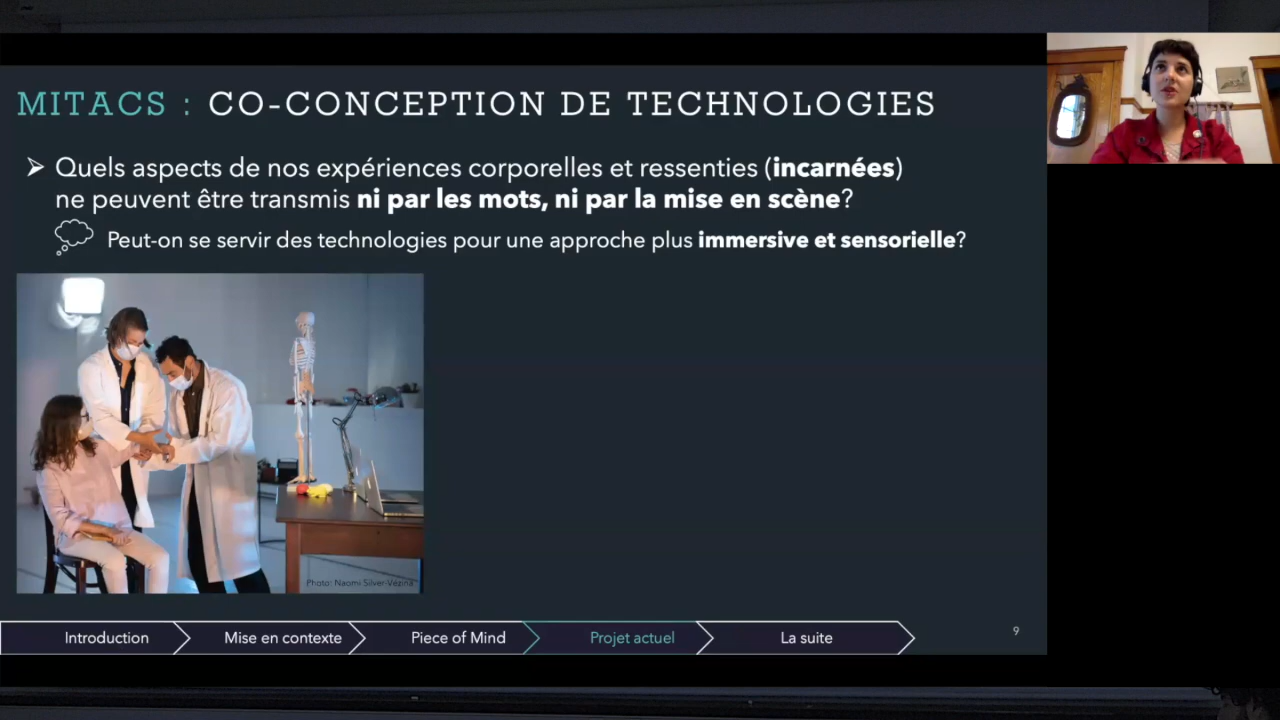 MITACS : CO-CONCEPTION DE TECHNOLOGIES
Quels aspects de nos expériences corporelles et ressenties (incarnées)
ne peuvent être transmis ni par les mots, ni par la mise en scène?
Peut-on se servir des technologies pour une approche plus immersive et sensorielle?
Photo: Naomi Silver-Vézina
Introduction
Mise en contexte
Piece of Mind
Projet actuel
La suite
9